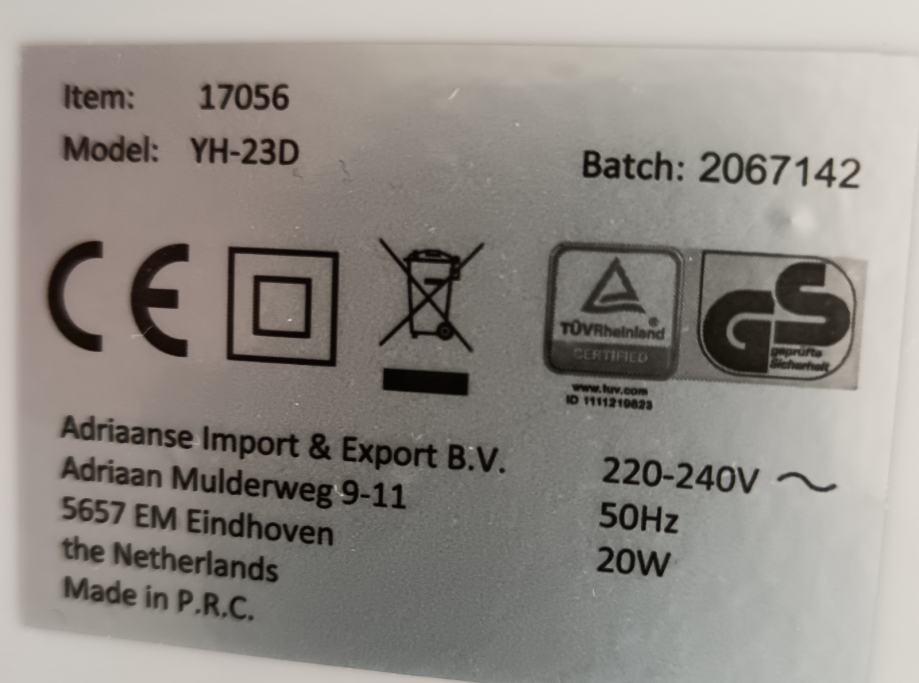 Item: 17056
Model: YH-23D
Batch: 2067142
CE
TÜVRheinland®
CERTIFIED
www.tuv.com
ID 1111219823
GS
geprüfte
Sicherheit
Adriaanse Import & Export B.V.
Adriaan Mulderweg 9-11
5657 EM Eindhoven
the Netherlands
Made in P.R.C.
220-240V ~
50Hz
20W